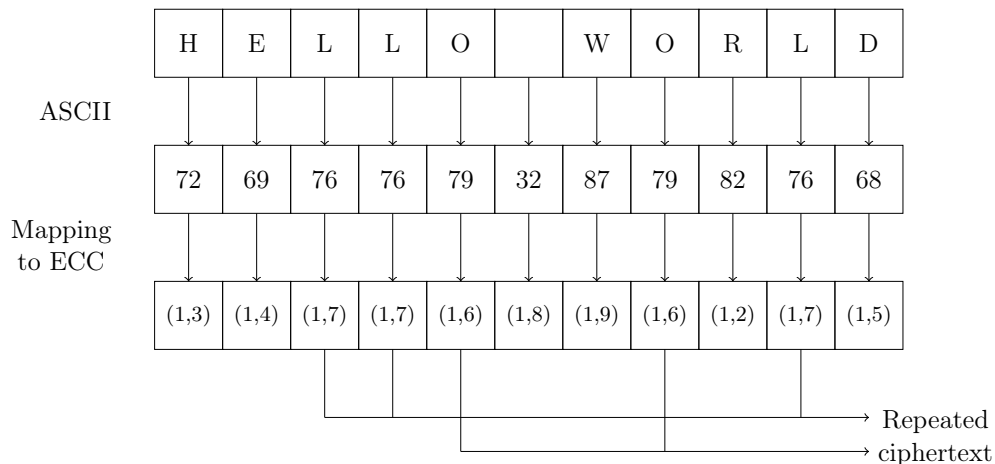 H E L L O W O R L D
ASCII
72 69 76 76 79 32 87 79 82 76 68
Mapping
to ECC
(1,3) (1,4) (1,7) (1,7) (1,6) (1,8) (1,9) (1,6) (1,2) (1,7) (1,5)
Repeated
ciphertext